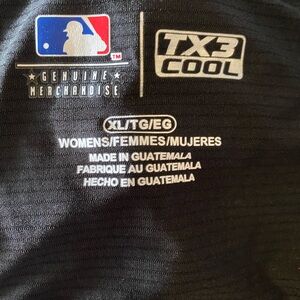 TM
★ GENUINE ★
MERCHANDISE
TX3
COOL
XL/TG/EG
WOMENS/FEMMES/MUJERES
MADE IN GUATEMALA
FABRIQUE AU GUATEMALA
HECHO EN GUATEMALA